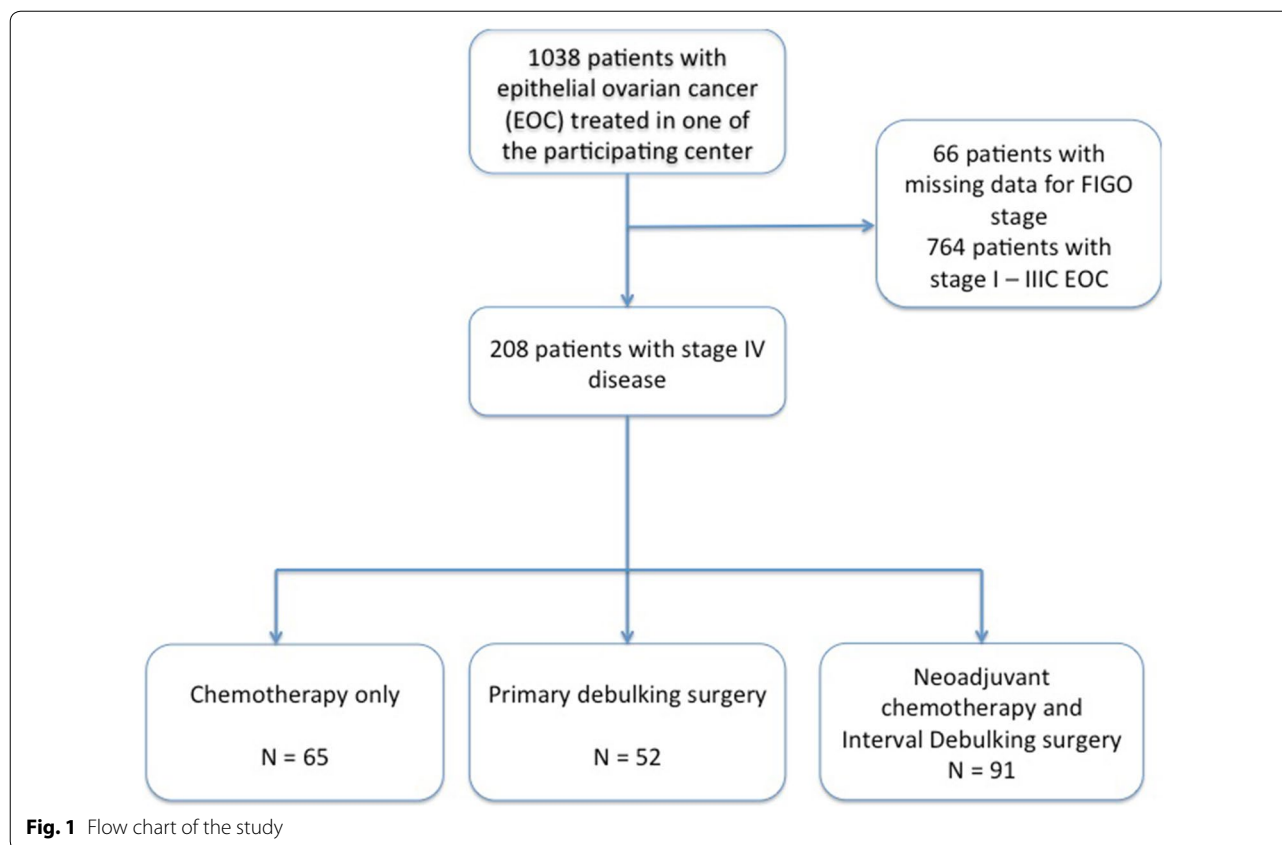 1038 patients with
epithelial ovarian cancer
(EOC) treated in one of
the participating center
66 patients with
missing data for FIGO
stage
764 patients with
stage I – IIIC EOC
208 patients with stage IV
disease
Chemotherapy only
N = 65
Primary debulking surgery
N = 52
Neoadjuvant
chemotherapy and
Interval Debulking surgery
N = 91
Fig. 1 Flow chart of the study